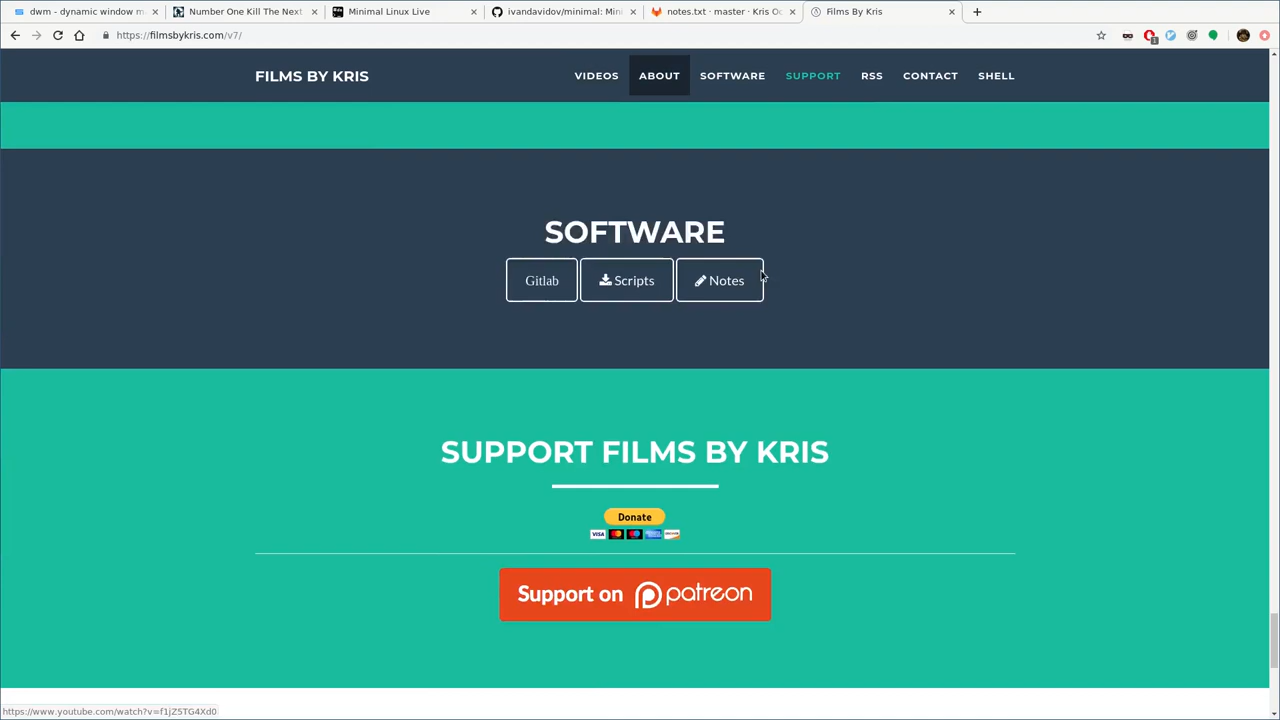 dwm - dynamic window m
Number One Kill The Next
Minimal Linux Live
ivandavidov/minimal: Mini
notes.txt · master · Kris Oc
Films By Kris
https://filmsbykris.com/v7/
1
FILMS BY KRIS
VIDEOS ABOUT SOFTWARE SUPPORT RSS CONTACT SHELL
SOFTWARE
Gitlab Scripts Notes
SUPPORT FILMS BY KRIS
Donate
VISA
Support on patreon
https://www.youtube.com/watch?v=f1jZ5TG4Xd0